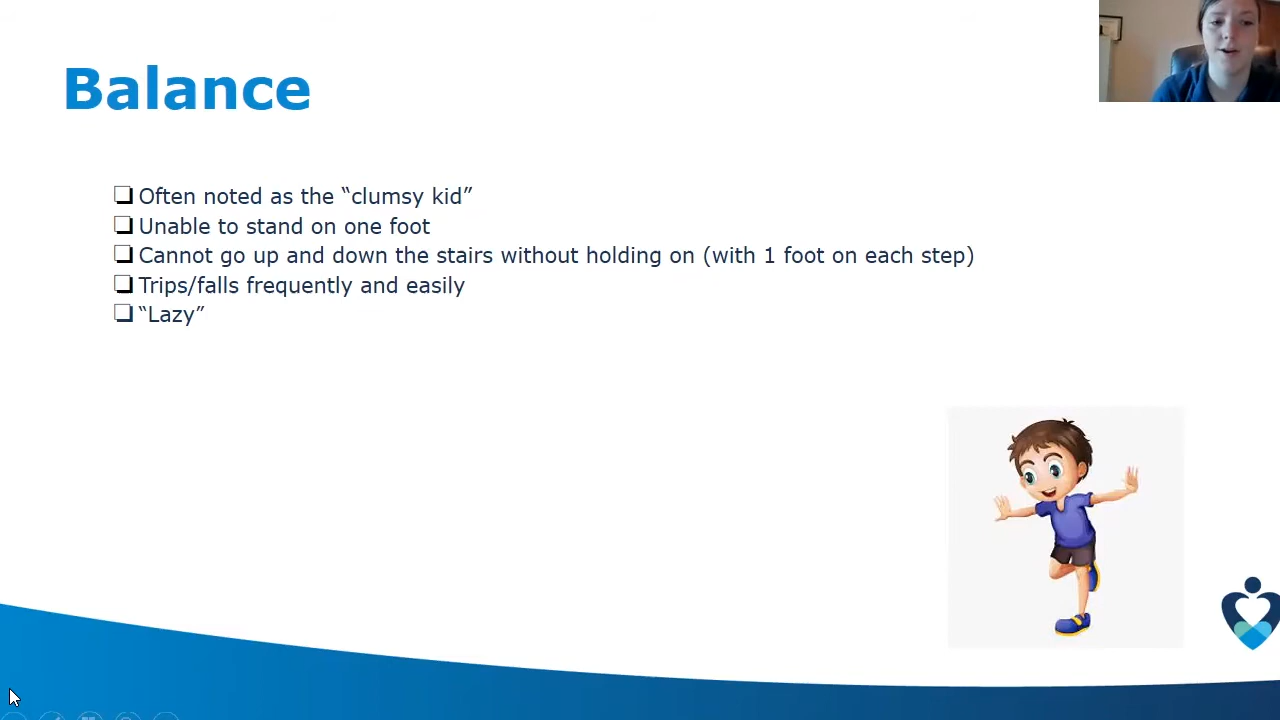 Balance
❑ Often noted as the “clumsy kid”
❑ Unable to stand on one foot
❑ Cannot go up and down the stairs without holding on (with 1 foot on each step)
❑ Trips/falls frequently and easily
❑ “Lazy”